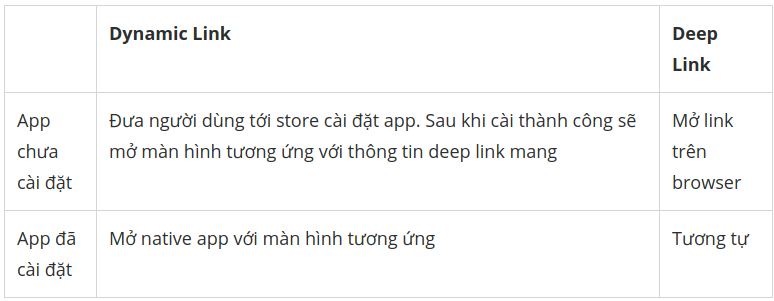 Dynamic Link
Deep
Link
App
chưa
cài đặt
Đưa người dùng tới store cài đặt app. Sau khi cài thành công sẽ
mở màn hình tương ứng với thông tin deep link mang
Mở
link
trên
browser
App đã
cài đặt
Mở native app với màn hình tương ứng
Tương tự